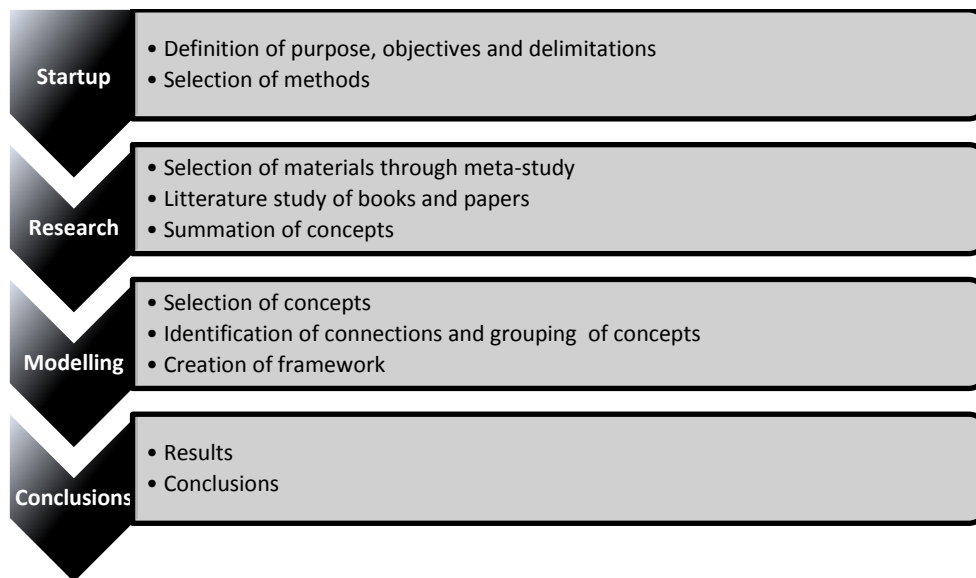 Startup
• Definition of purpose, objectives and delimitations
• Selection of methods
Research
• Selection of materials through meta-study
• Litterature study of books and papers
• Summation of concepts
Modelling
• Selection of concepts
• Identification of connections and grouping  of concepts
• Creation of framework
Conclusions
• Results
• Conclusions